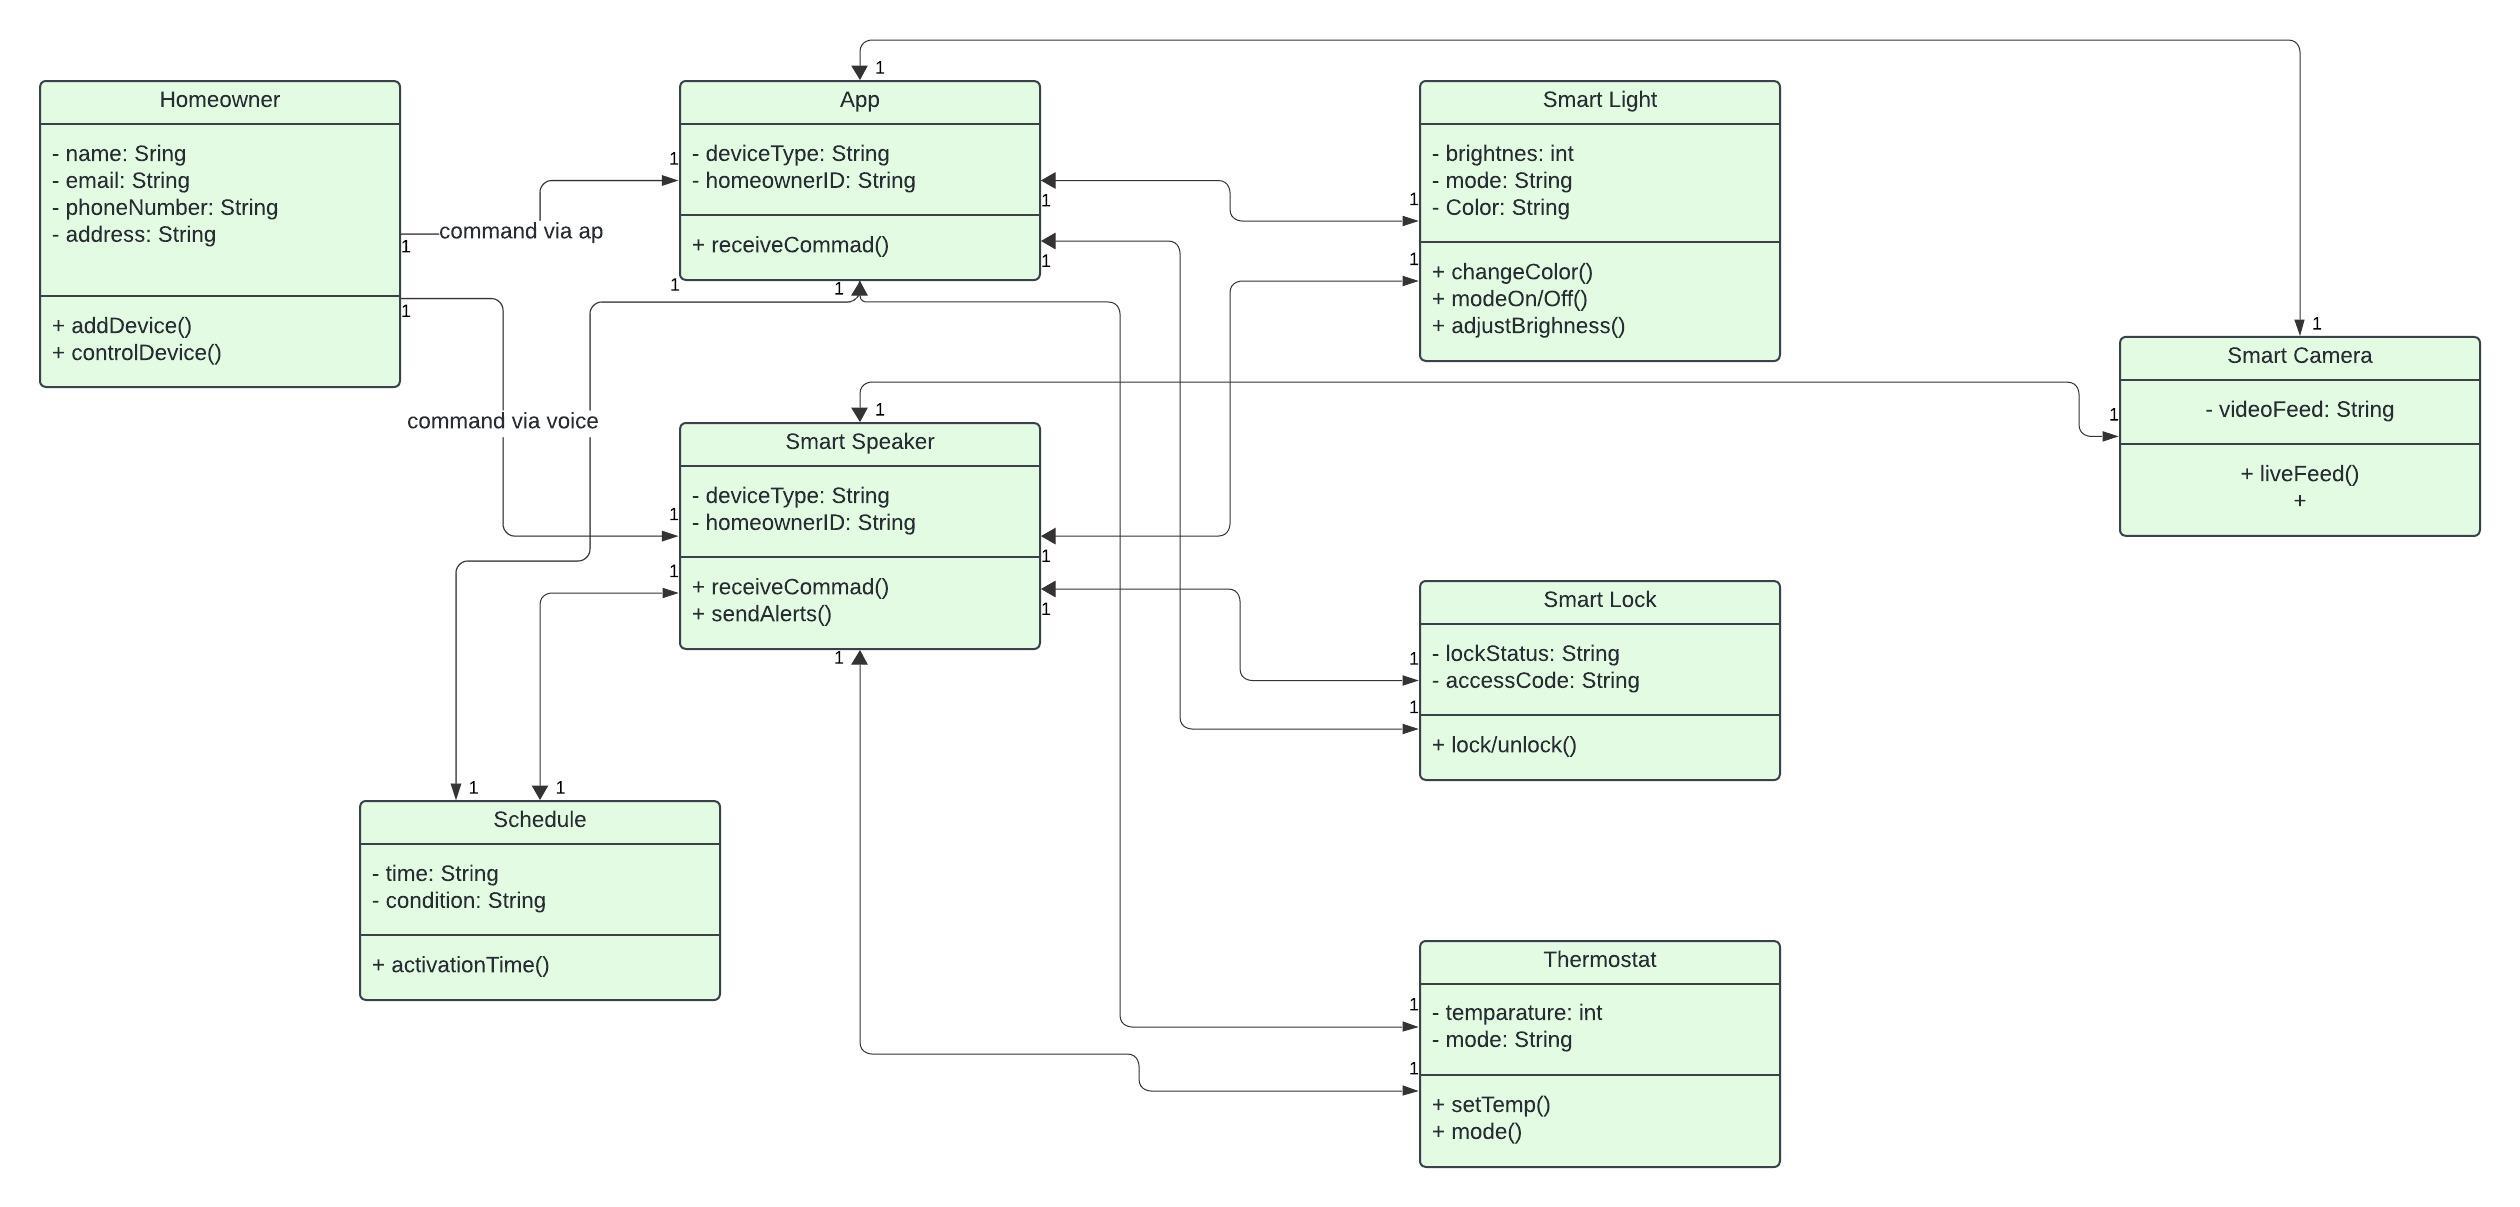 Homeowner
- name: Sring
- email: String
- phoneNumber: String
- address: String
+ addDevice()
+ controlDevice()
1
1
command via ap
command via voice
1
App
- deviceType: String
- homeownerID: String
+ receiveCommad()
1
1
1
1
1
Smart Light
- brightnes: int
- mode: String
- Color: String
+ changeColor()
+ modeOn/Off()
+ adjustBrighness()
1
1
1
Smart Camera
- videoFeed: String
+ liveFeed()
+
1
1
Smart Speaker
- deviceType: String
- homeownerID: String
+ receiveCommad()
+ sendAlerts()
1
1
1
1
1
1
Smart Lock
- lockStatus: String
- accessCode: String
+ lock/unlock()
1
1
1
1
Schedule
- time: String
- condition: String
+ activationTime()
Thermostat
- temparature: int
- mode: String
+ setTemp()
+ mode()
1
1